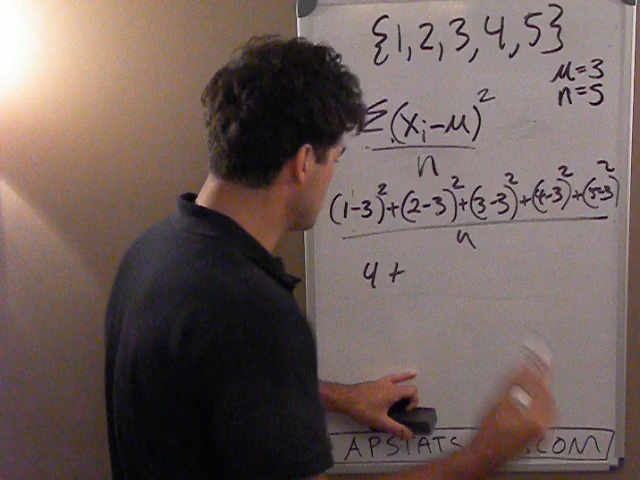 {1,2,3,4,5}
μ=3
n=5
Σ(xᵢ-μ)²
n
(1-3)²+(2-3)²+(3-3)²+(4-3)²+(5-3)²
n
4+
APSTATS COM